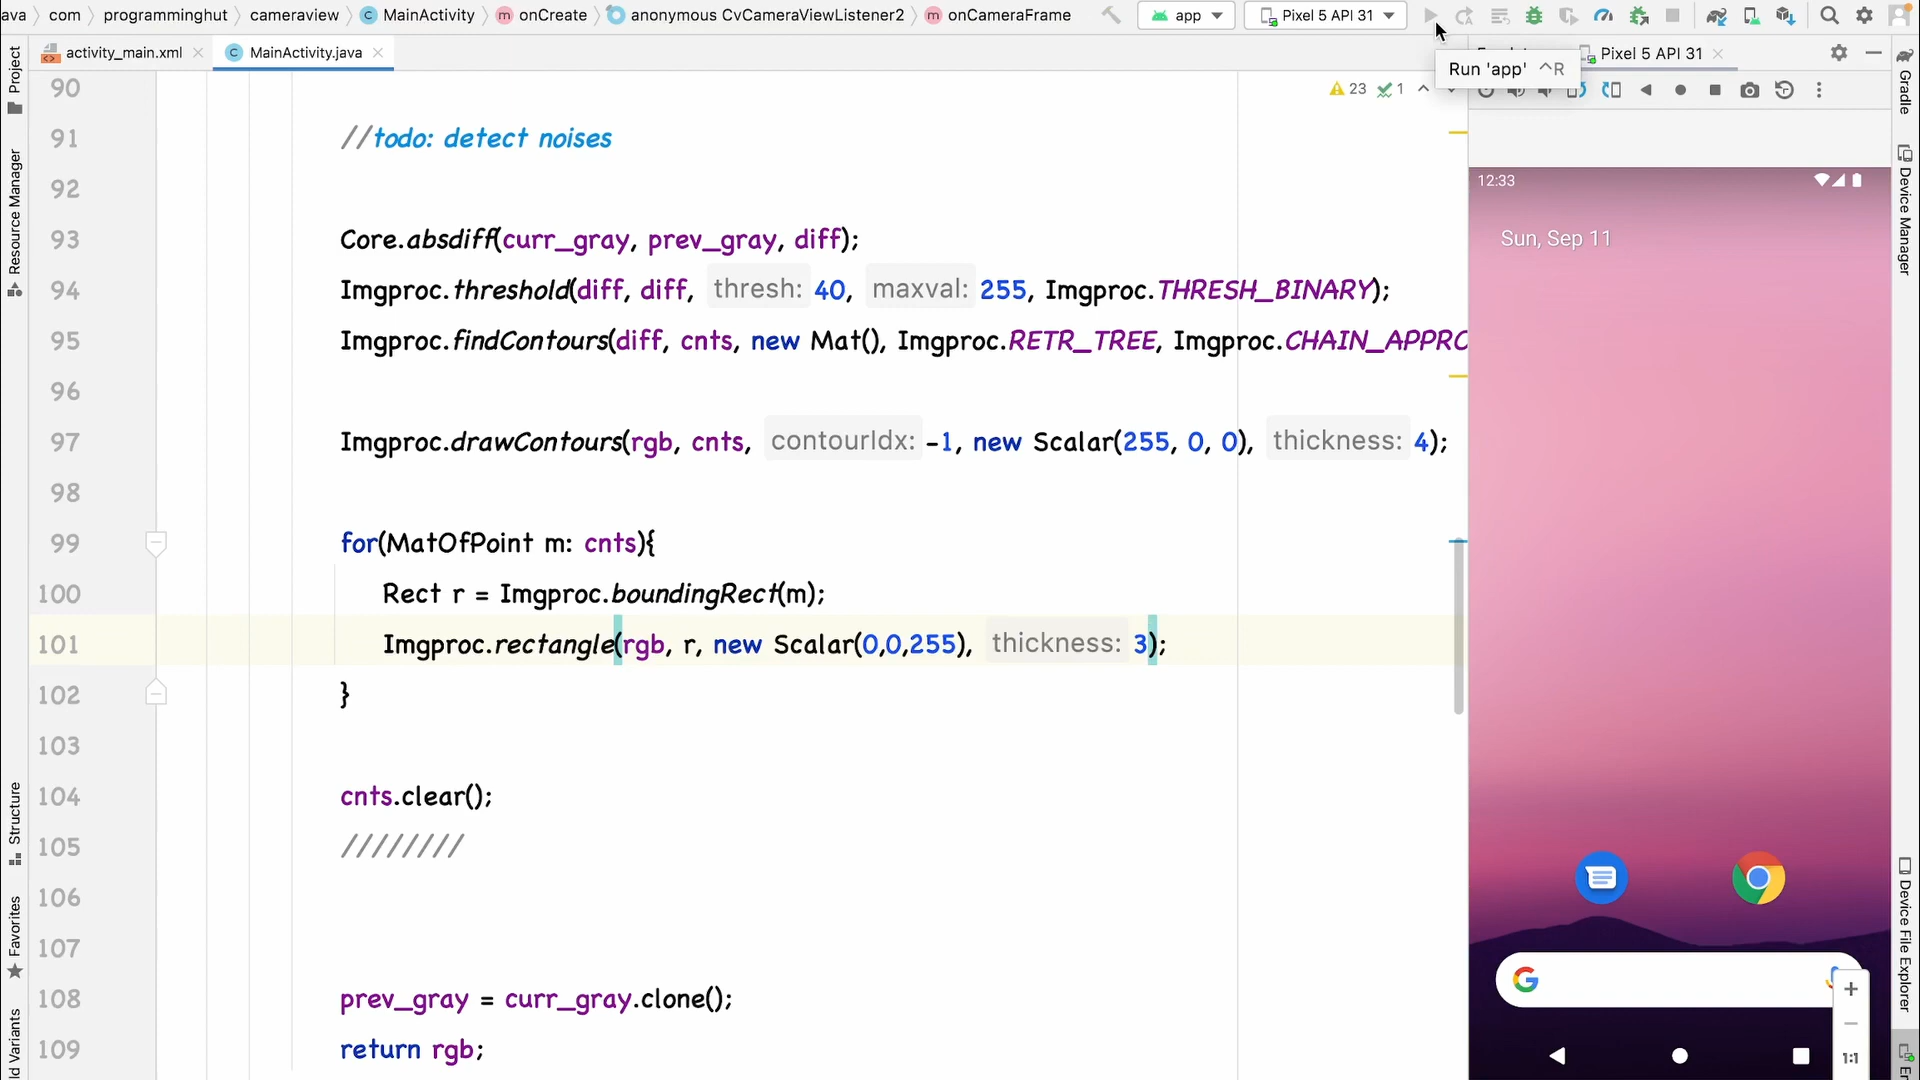 ava com programminghut cameraview MainActivity onCreate anonymous CvCameraViewListener2 onCameraFrame app Pixel 5 API 31
activity_main.xml MainActivity.java Pixel 5 API 31
Run 'app' ^R
23 1
90
91 //todo: detect noises
92
93 Core.absdiff(curr_gray, prev_gray, diff);
94 Imgproc.threshold(diff, diff, thresh: 40, maxval: 255, Imgproc.THRESH_BINARY);
95 Imgproc.findContours(diff, cnts, new Mat(), Imgproc.RETR_TREE, Imgproc.CHAIN_APPRO
96
97 Imgproc.drawContours(rgb, cnts, contourIdx: -1, new Scalar(255, 0, 0), thickness: 4);
98
99 for(MatOfPoint m: cnts){
100 Rect r = Imgproc.boundingRect(m);
101 Imgproc.rectangle(rgb, r, new Scalar(0,0,255), thickness: 3);
102 }
103
104 cnts.clear();
105 ////////
106
107
108 prev_gray = curr_gray.clone();
109 return rgb;
Project
Resource Manager
Structure
Favorites
ld Variants
12:33
Sun, Sep 11
1:1
Gradle
Device Manager
Device File Explorer